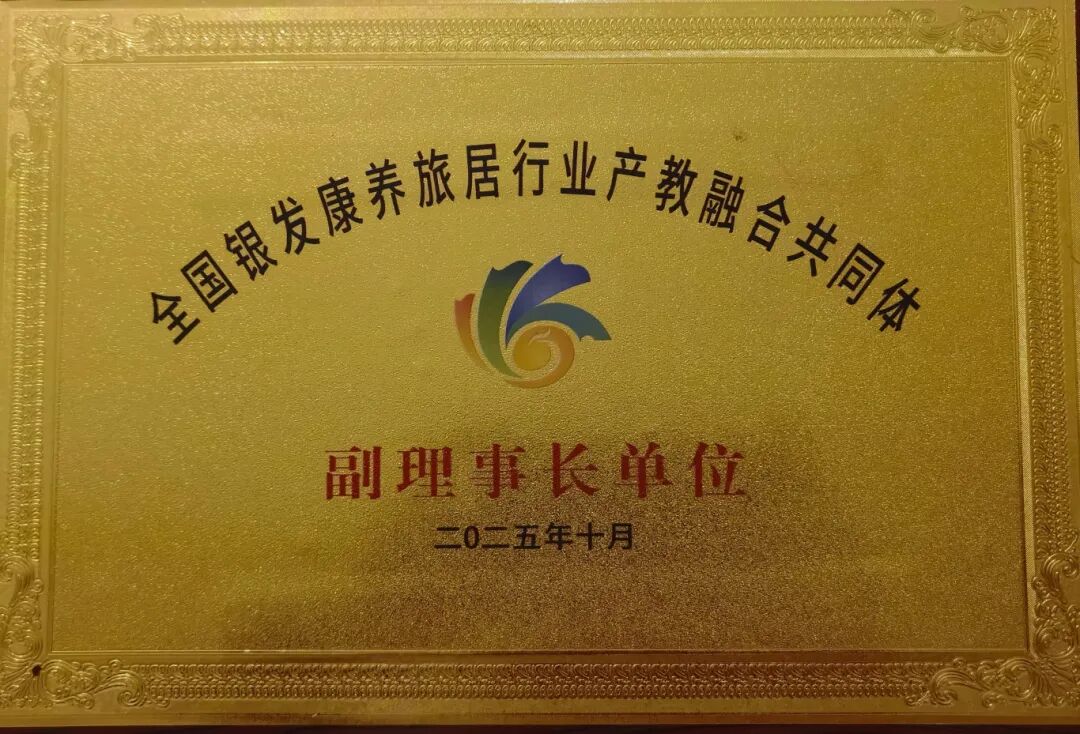 全国银发康养旅居行业产教融合共同体
副理事长单位
二0二五年十月